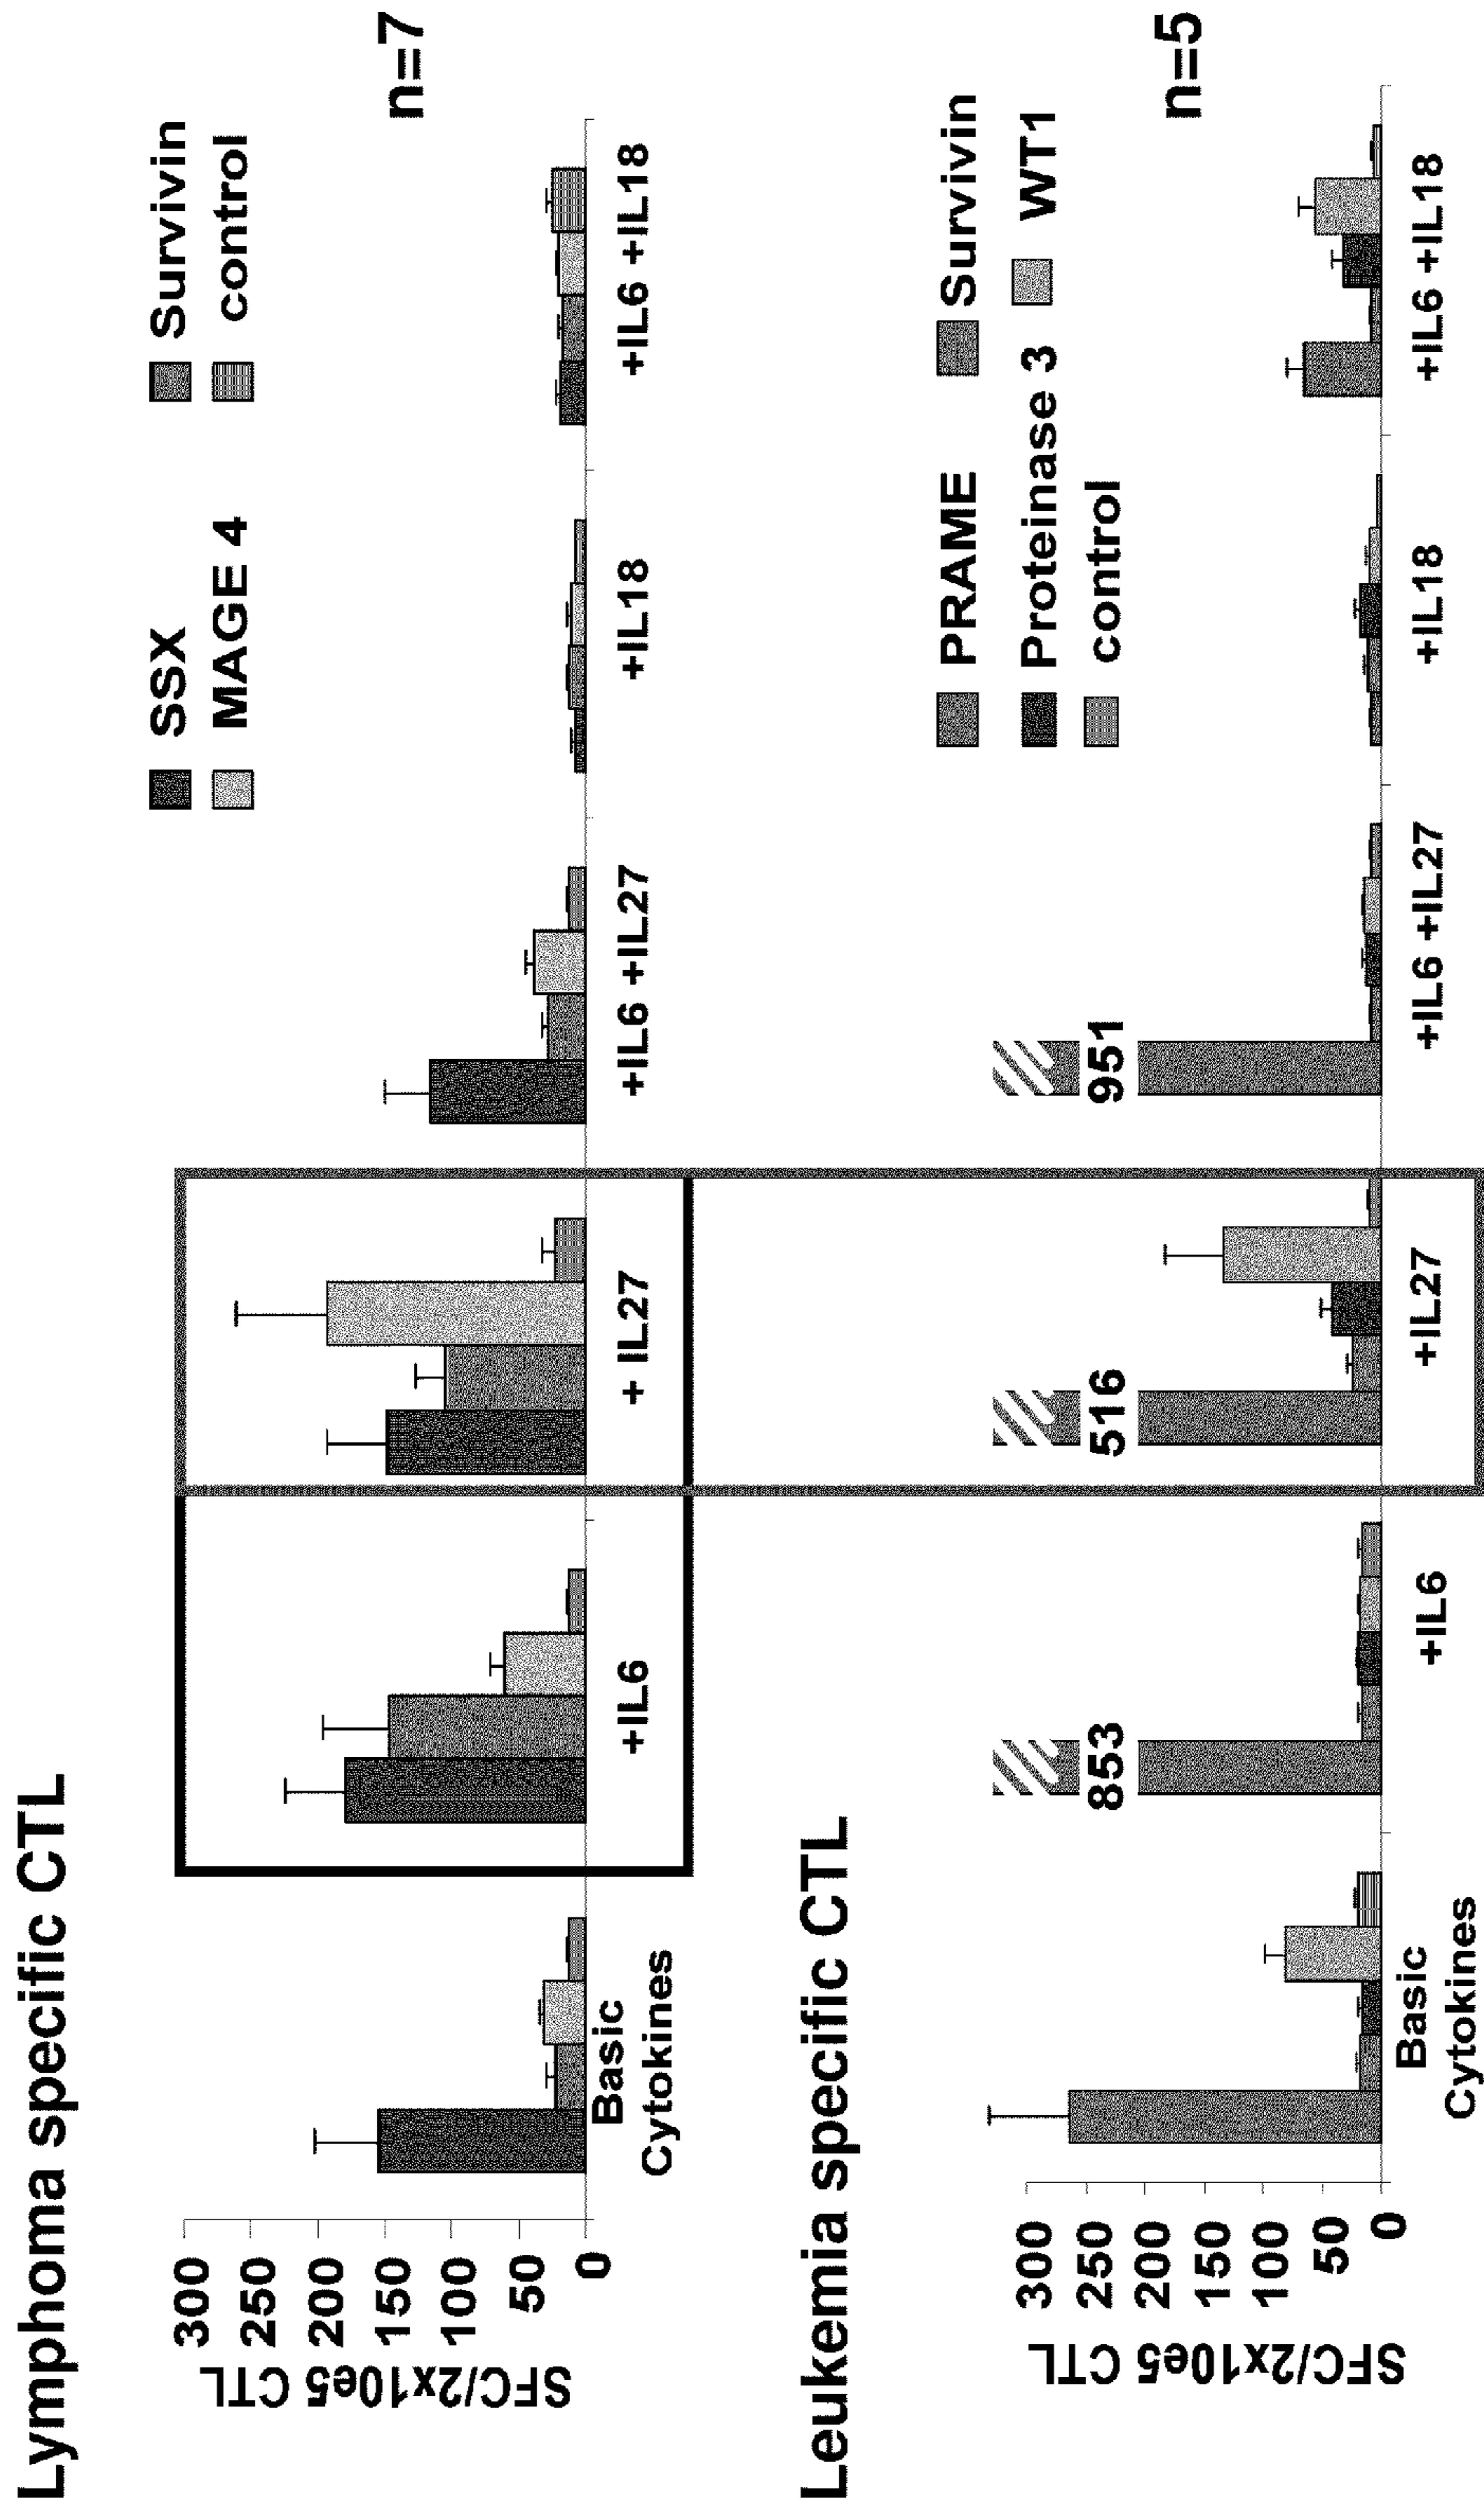 Lymphoma specific CTL
SSX Survivin
MAGE 4 control
n=7
300
250
200
150
100
50
0
SFC/2x10e5 CTL
Basic
Cytokines
+IL6
+ IL27
+IL6 +IL27
+IL18
+IL6 +IL18
Leukemia specific CTL
PRAME Survivin
Proteinase 3 WT1
control
n=5
300
250
200
150
100
50
0
SFC/2x10e5 CTL
853
516
951
Basic
Cytokines
+IL6
+IL27
+IL6 +IL27
+IL18
+IL6 +IL18